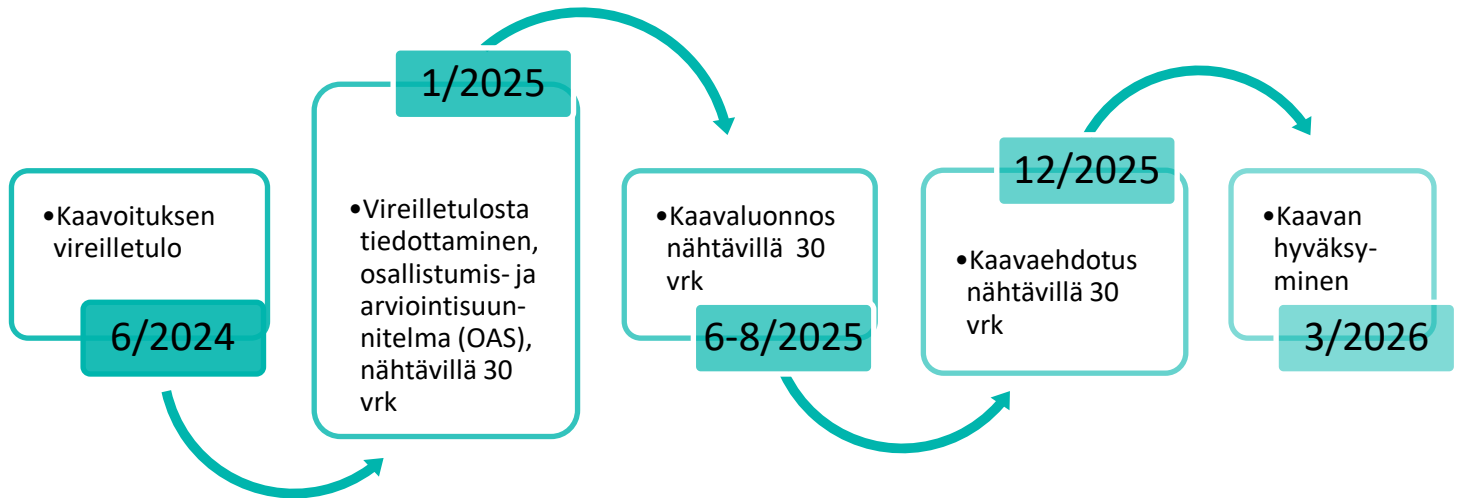 •Kaavoituksen
vireilletulo
6/2024
1/2025
•Vireilletulosta
tiedottaminen,
osallistumis- ja
arviointisuun-
nitelma (OAS),
nähtävillä 30
vrk
•Kaavaluonnos
nähtävillä 30
vrk
6-8/2025
12/2025
•Kaavaehdotus
nähtävillä 30
vrk
•Kaavan
hyväksy-
minen
3/2026